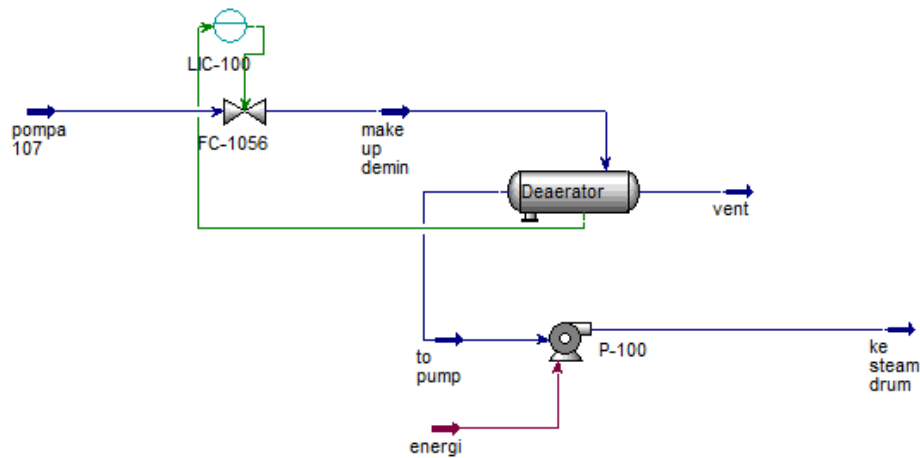 LIC-100
pompa
107
FC-1056
make
up
demin
Deaerator
vent
to
pump
P-100
ke
steam
drum
energi